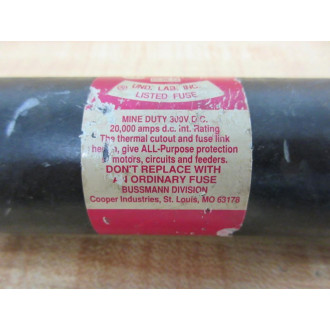 UND. LAB. INC.
LISTED FUSE
MINE DUTY 300V D.C.
20,000 amps d.c. int. Rating
The thermal cutout and fuse link
give ALL-Purpose protection
motors, circuits and feeders.
DON'T REPLACE WITH
AN ORDINARY FUSE
BUSSMANN DIVISION
Cooper Industries, St. Louis, MO 63178